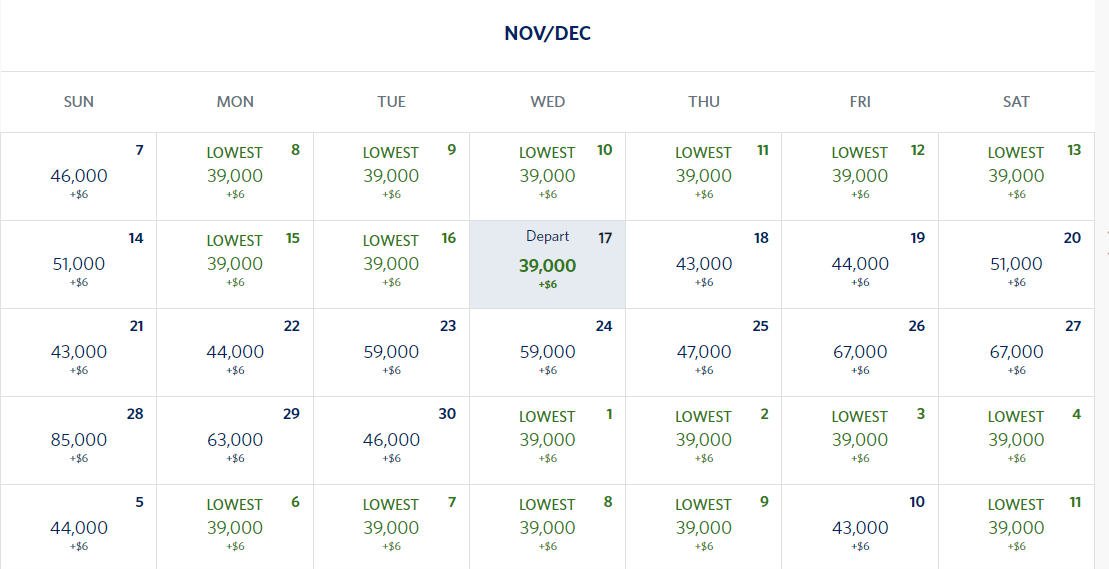 NOV/DEC
SUN MON TUE WED THU FRI SAT
7 LOWEST 8 LOWEST 9 LOWEST 10 LOWEST 11 LOWEST 12 LOWEST 13
46,000 39,000 39,000 39,000 39,000 39,000 39,000
+$6 +$6 +$6 +$6 +$6 +$6 +$6
14 LOWEST 15 LOWEST 16 Depart 17 18 19 20
51,000 39,000 39,000 39,000 43,000 44,000 51,000
+$6 +$6 +$6 +$6 +$6 +$6 +$6
21 22 23 24 25 26 27
43,000 44,000 59,000 59,000 47,000 67,000 67,000
+$6 +$6 +$6 +$6 +$6 +$6 +$6
28 29 30 LOWEST 1 LOWEST 2 LOWEST 3 LOWEST 4
85,000 63,000 46,000 39,000 39,000 39,000 39,000
+$6 +$6 +$6 +$6 +$6 +$6 +$6
5 LOWEST 6 LOWEST 7 LOWEST 8 LOWEST 9 10 LOWEST 11
44,000 39,000 39,000 39,000 39,000 43,000 39,000
+$6 +$6 +$6 +$6 +$6 +$6 +$6